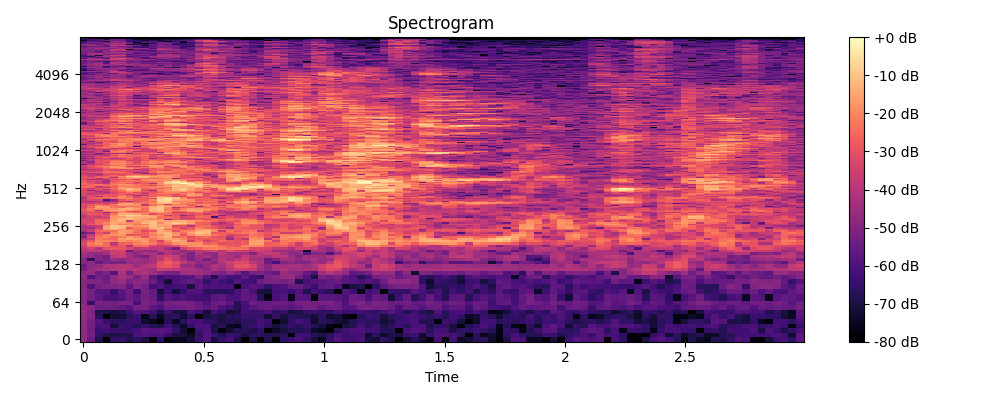 Spectrogram
Hz
4096
2048
1024
512
256
128
64
0
0
0.5
1
1.5
2
2.5
Time
+0 dB
-10 dB
-20 dB
-30 dB
-40 dB
-50 dB
-60 dB
-70 dB
-80 dB